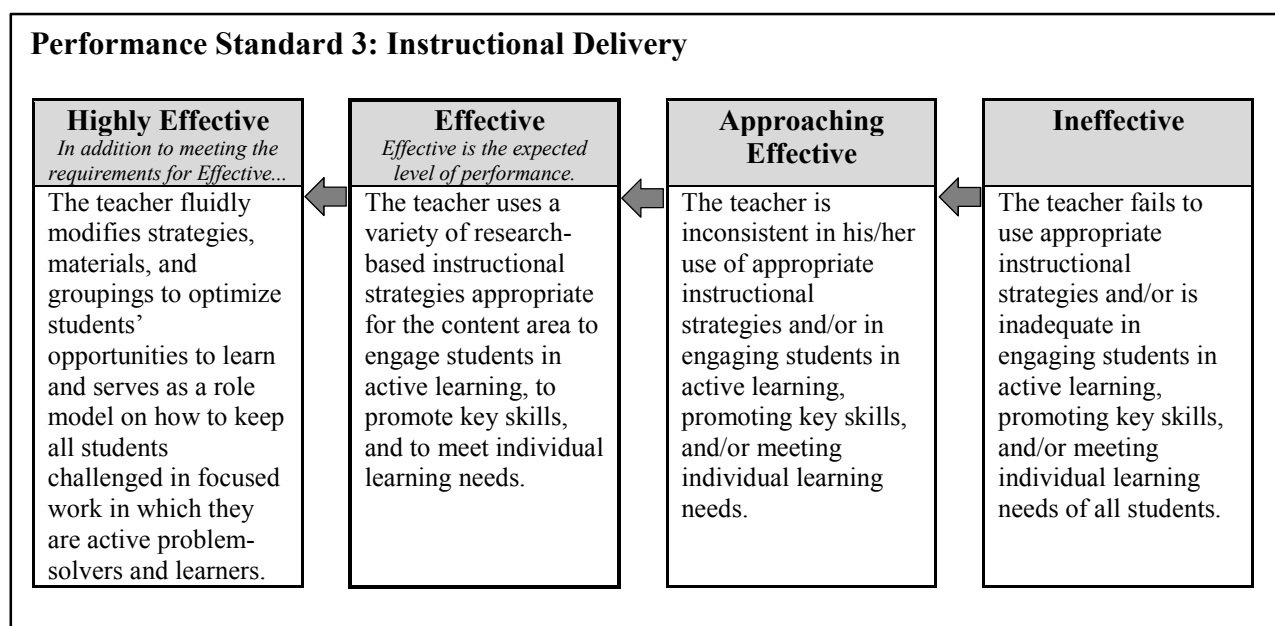 Performance Standard 3: Instructional Delivery
Highly Effective
In addition to meeting the
requirements for Effective...
The teacher fluidly
modifies strategies,
materials, and
groupings to optimize
students’
opportunities to learn
and serves as a role
model on how to keep
all students
challenged in focused
work in which they
are active problem-
solvers and learners.
Effective
Effective is the expected
level of performance.
The teacher uses a
variety of research-
based instructional
strategies appropriate
for the content area to
engage students in
active learning, to
promote key skills,
and to meet individual
learning needs.
Approaching
Effective
The teacher is
inconsistent in his/her
use of appropriate
instructional
strategies and/or in
engaging students in
active learning,
promoting key skills,
and/or meeting
individual learning
needs.
Ineffective
The teacher fails to
use appropriate
instructional
strategies and/or is
inadequate in
engaging students in
active learning,
promoting key skills,
and/or meeting
individual learning
needs of all students.